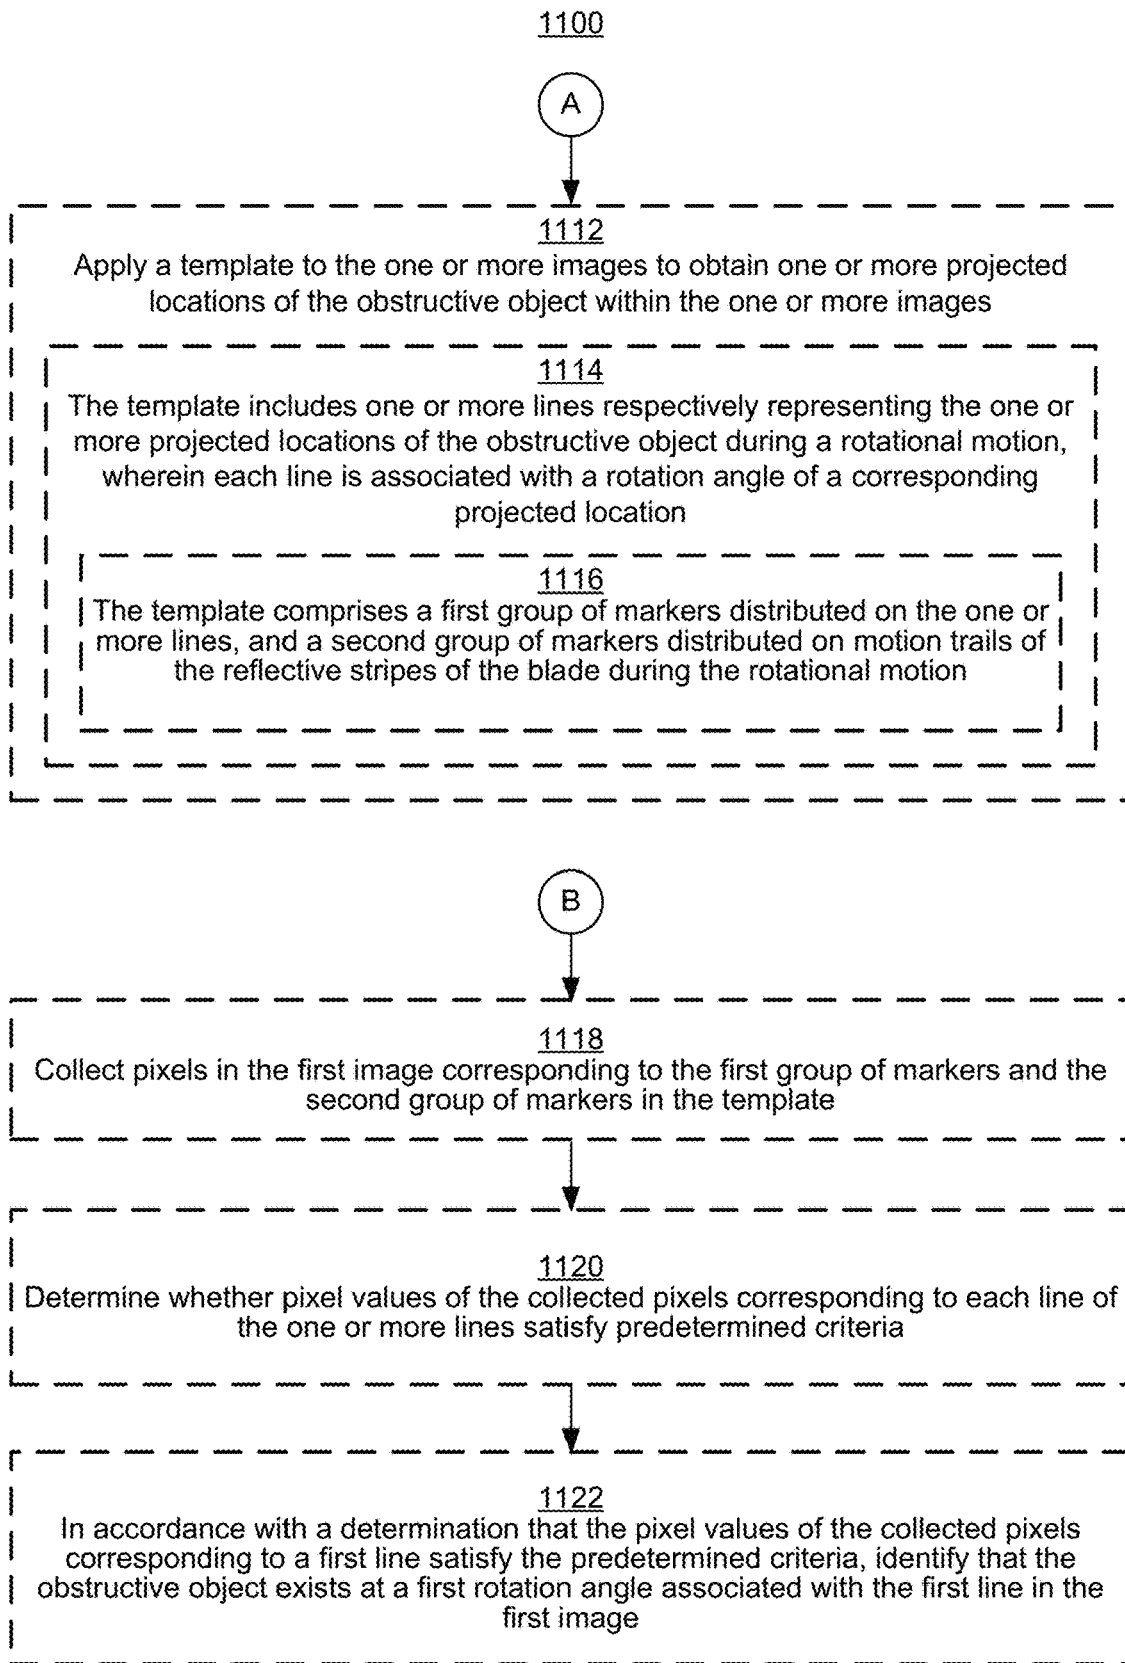 1100
A
1112
Apply a template to the one or more images to obtain one or more projected
locations of the obstructive object within the one or more images
1114
The template includes one or more lines respectively representing the one or
more projected locations of the obstructive object during a rotational motion,
wherein each line is associated with a rotation angle of a corresponding
projected location
1116
The template comprises a first group of markers distributed on the one or
more lines, and a second group of markers distributed on motion trails of
the reflective stripes of the blade during the rotational motion
B
1118
Collect pixels in the first image corresponding to the first group of markers and the
second group of markers in the template
1120
Determine whether pixel values of the collected pixels corresponding to each line of
the one or more lines satisfy predetermined criteria
1122
In accordance with a determination that the pixel values of the collected pixels
corresponding to a first line satisfy the predetermined criteria, identify that the
obstructive object exists at a first rotation angle associated with the first line in the
first image